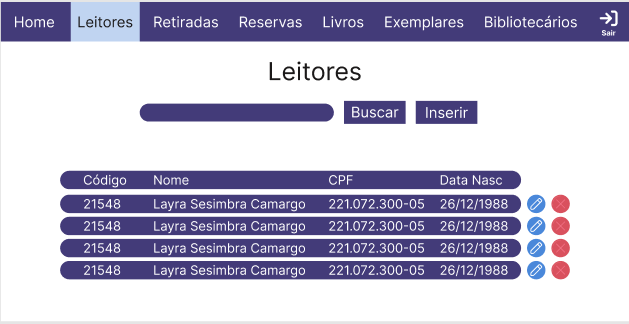 Home Leitores Retiradas Reservas Livros Exemplares Bibliotecários Sair
Leitores
Buscar Inserir
Código Nome CPF Data Nasc
21548 Layra Sesimbra Camargo 221.072.300-05 26/12/1988
21548 Layra Sesimbra Camargo 221.072.300-05 26/12/1988
21548 Layra Sesimbra Camargo 221.072.300-05 26/12/1988
21548 Layra Sesimbra Camargo 221.072.300-05 26/12/1988